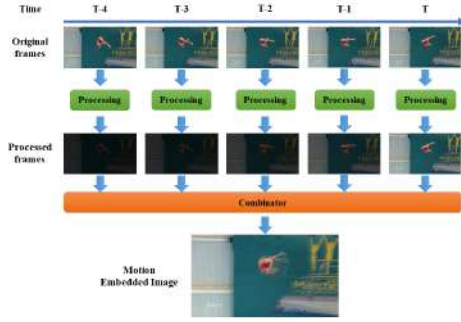 Time T-4 T-3 T-2 T-1 T
Original
frames
Processing Processing Processing Processing Processing
Processed
frames
Combinator
Motion
Embedded Image